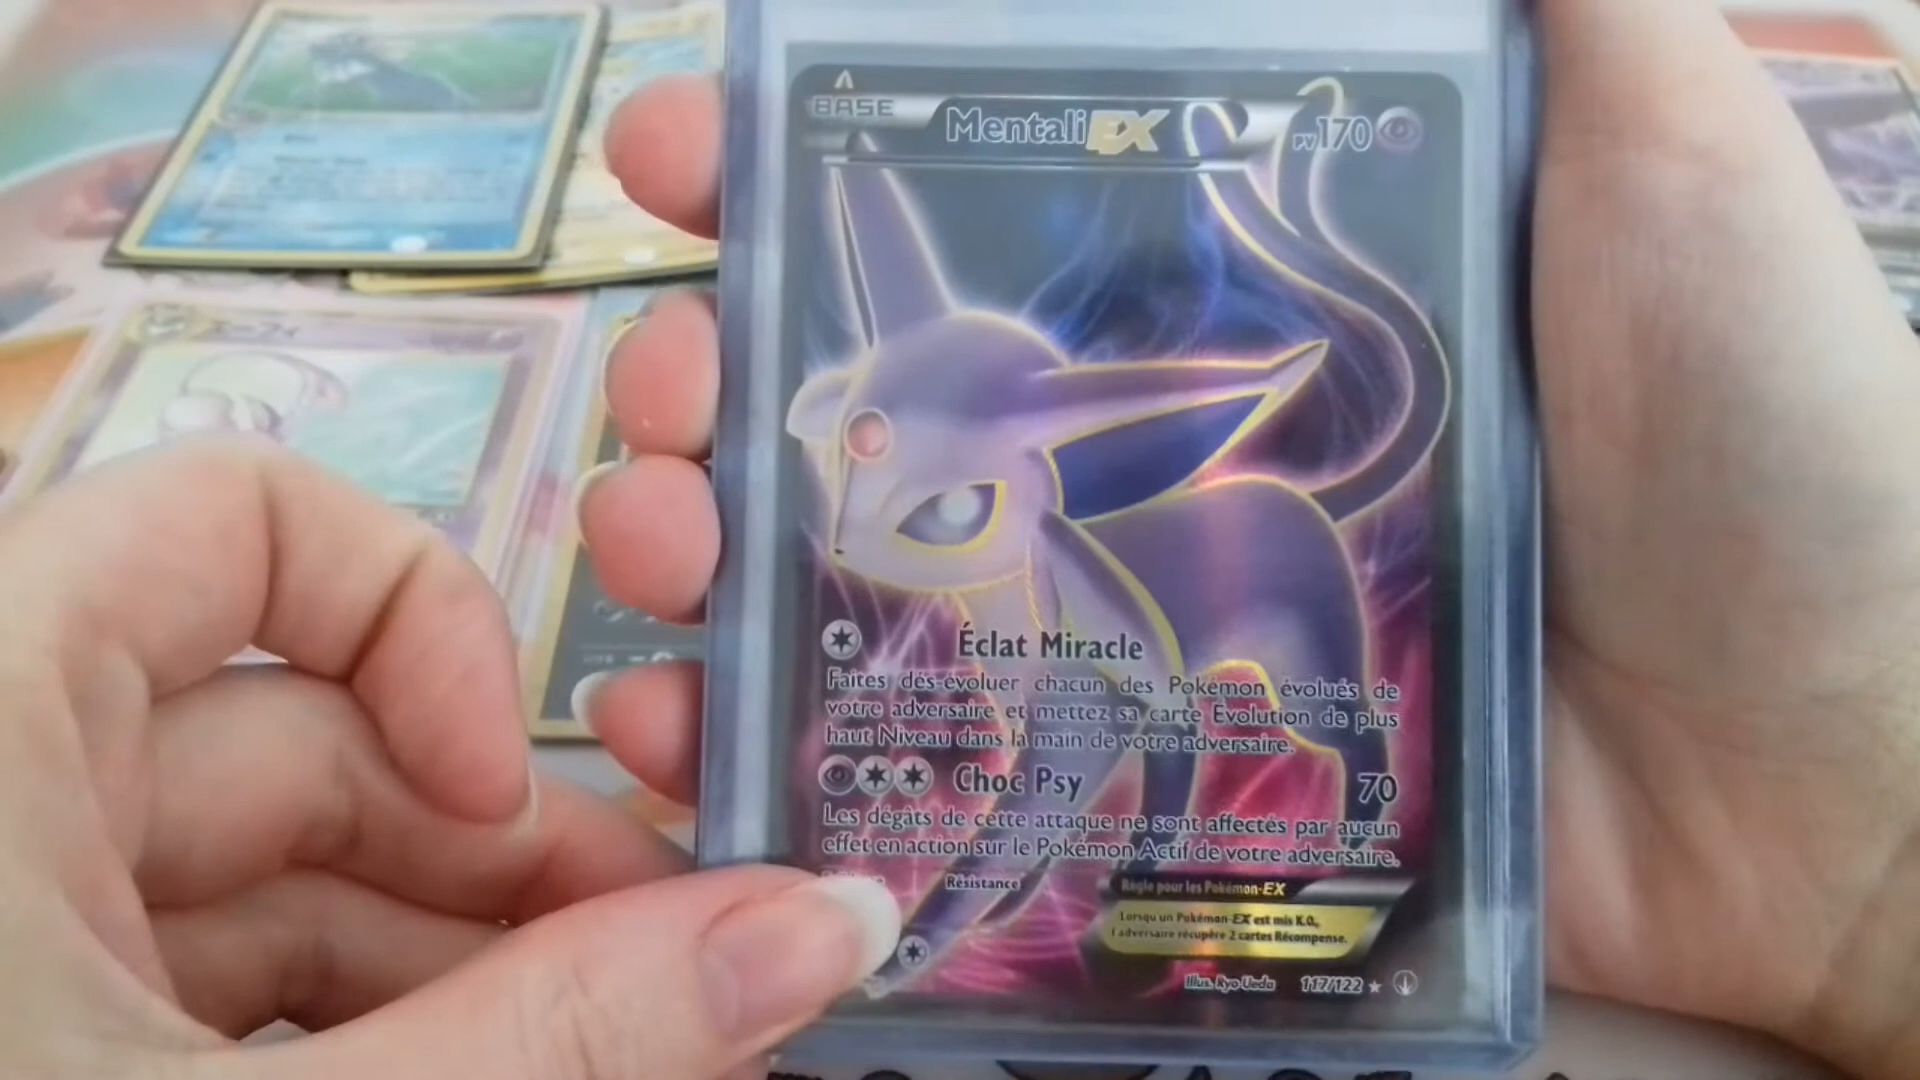 BASE
MentaliEX
PV170
Éclat Miracle
Faites dés-évoluer chacun des Pokémon évolués de
votre adversaire et mettez sa carte Évolution de plus
haut Niveau dans la main de votre adversaire.
Choc Psy 70
Les dégâts de cette attaque ne sont affectés par aucun
effet en action sur le Pokémon Actif de votre adversaire.
Résistance
Règle pour les Pokémon-EX
Lorsqu'un Pokémon-EX est mis K.O.,
l'adversaire récupère 2 cartes Récompense.
Illus. Ryo Ueda 117/122